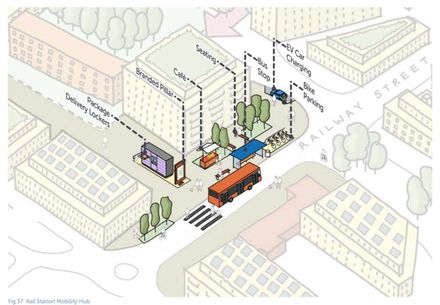 Package
Delivery Lockers
Branded Pillar
Café
Seating
Bus
Stop
EV Car
Charging
Bike
Parking
RAILWAY STREET
Fig 37 Rail Station Mobility Hub